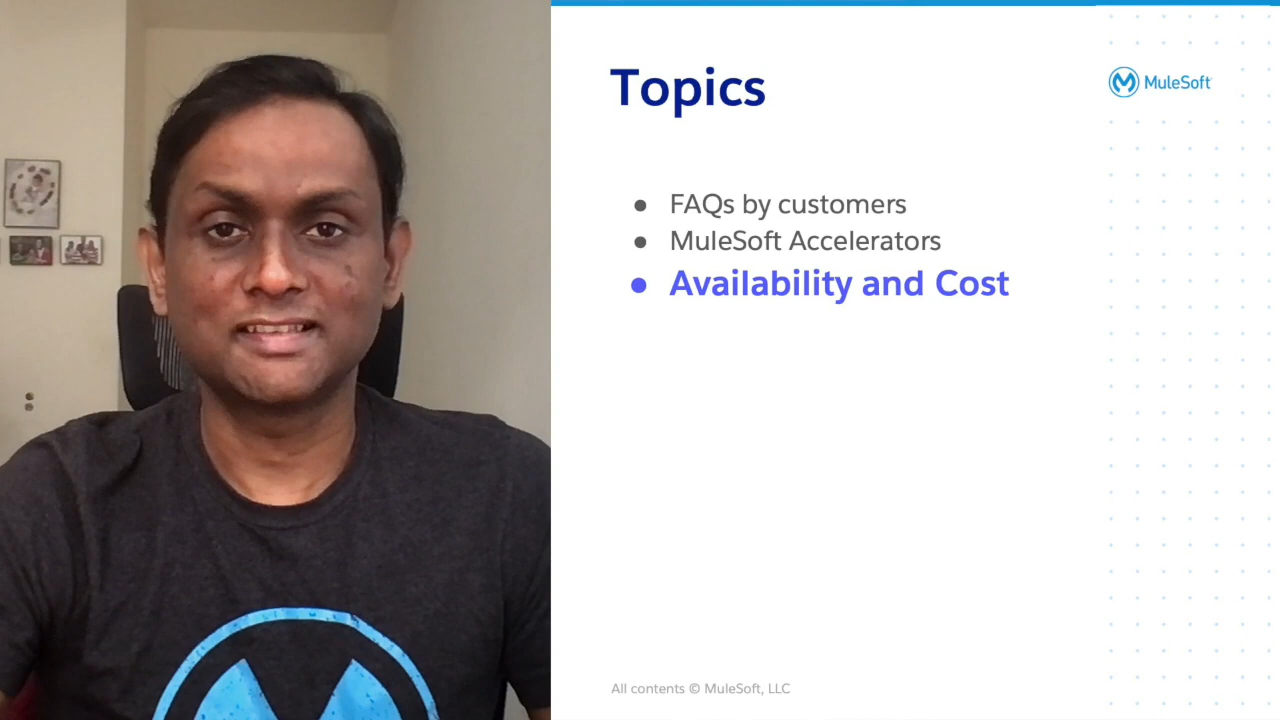 Topics
MuleSoft
● FAQs by customers
● MuleSoft Accelerators
● Availability and Cost
All contents © MuleSoft, LLC